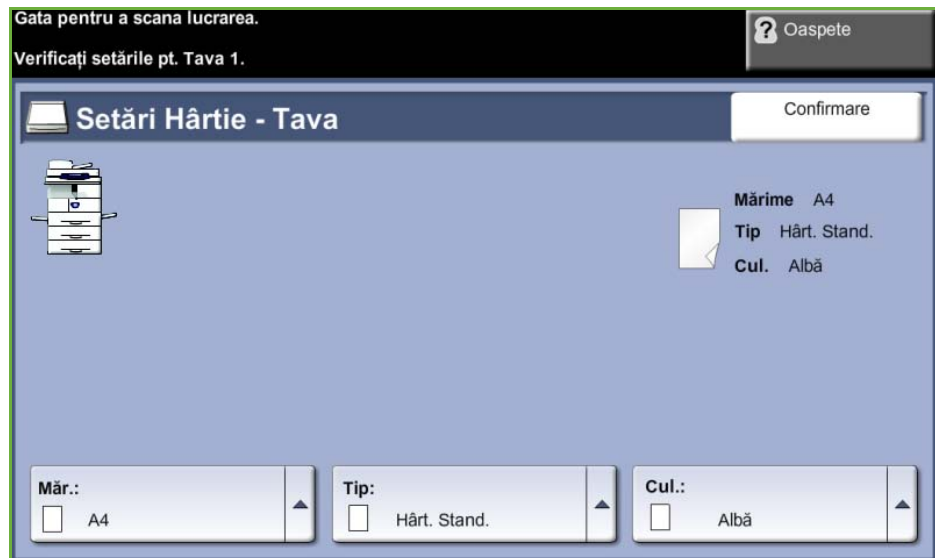 Gata pentru a scana lucrarea.
Verificați setările pt. Tava 1.
? Oaspete
Setări Hârtie - Tava
Confirmare
Mărime A4
Tip Hârt. Stand.
Cul. Albă
Măr.:
A4
Tip:
Hârt. Stand.
Cul.:
Albă